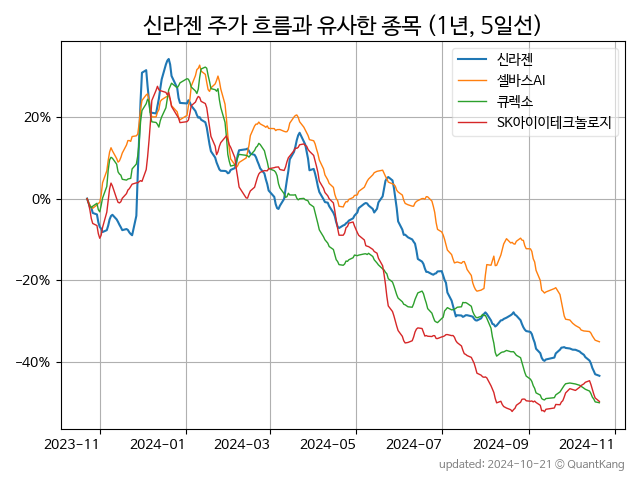 신라젠 주가 흐름과 유사한 종목 (1년, 5일선)
신라젠
셀바스AI
큐렉소
SK아이이테크놀로지
20%
0%
−20%
−40%
2023−11
2024−01
2024−03
2024−05
2024−07
2024−09
2024−11
updated: 2024-10-21 © QuantKang